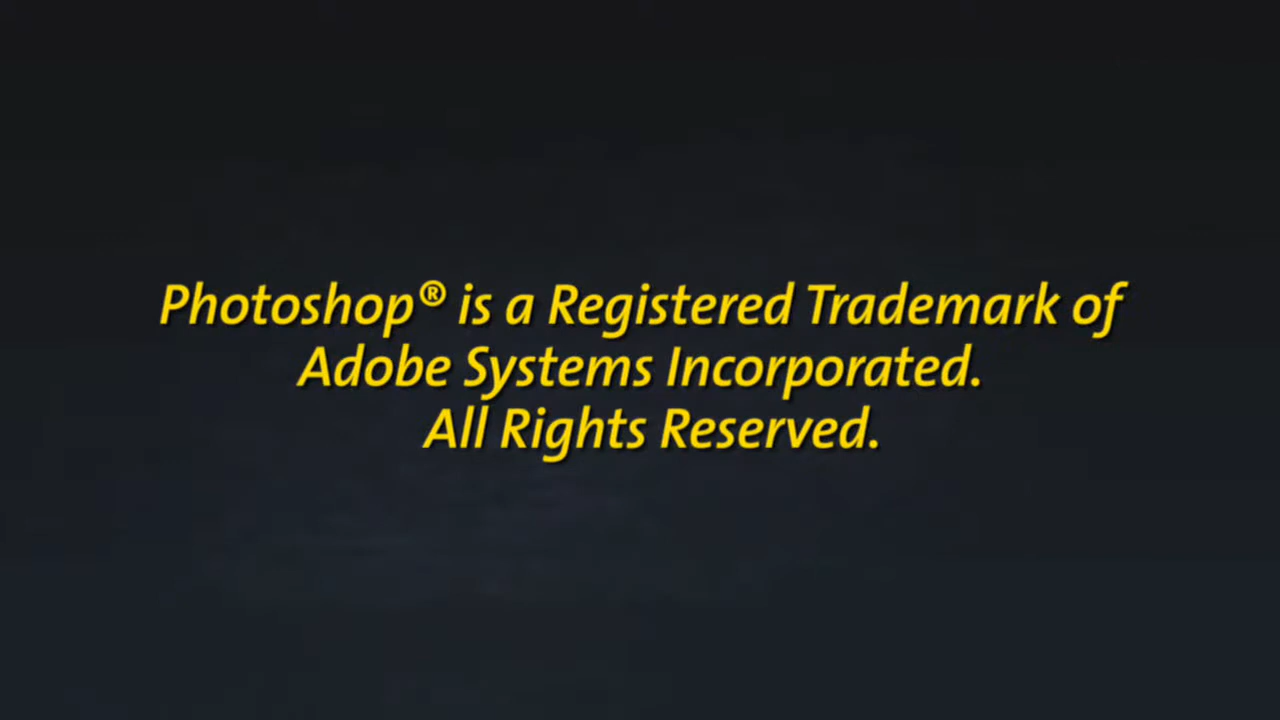 Photoshop® is a Registered Trademark of
Adobe Systems Incorporated.
All Rights Reserved.